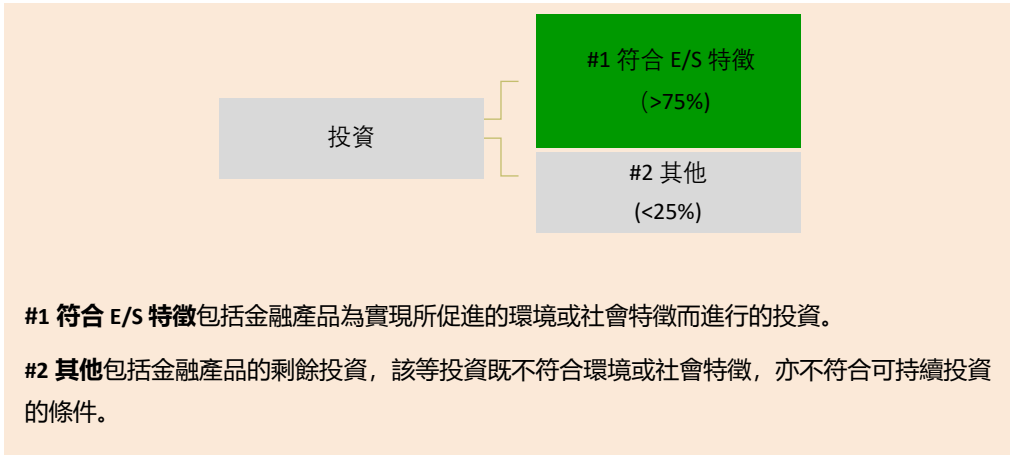 #1 符合 E/S 特徵
（>75%)
投資
#2 其他
(<25%)
#1 符合 E/S 特徵包括金融產品為實現所促進的環境或社會特徵而進行的投資。
#2 其他包括金融產品的剩餘投資，該等投資既不符合環境或社會特徵，亦不符合可持續投資
的條件。